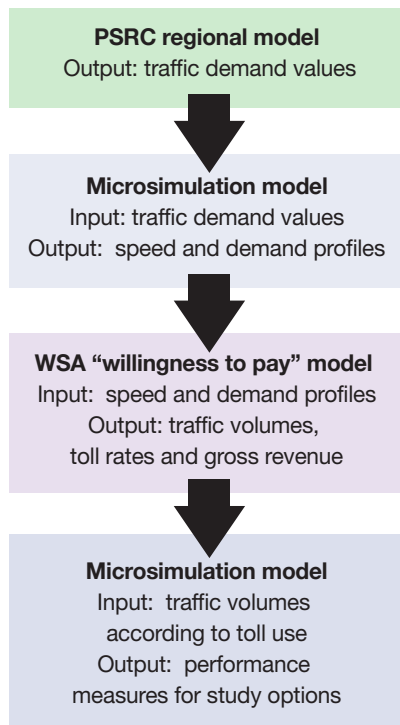 PSRC regional model
Output: traffic demand values
Microsimulation model
Input: traffic demand values
Output:  speed and demand profiles
WSA “willingness to pay” model
Input:  speed and demand profiles
Output: traffic volumes,
toll rates and gross revenue
Microsimulation model
Input:  traffic volumes
according to toll use
Output:  performance
measures for study options